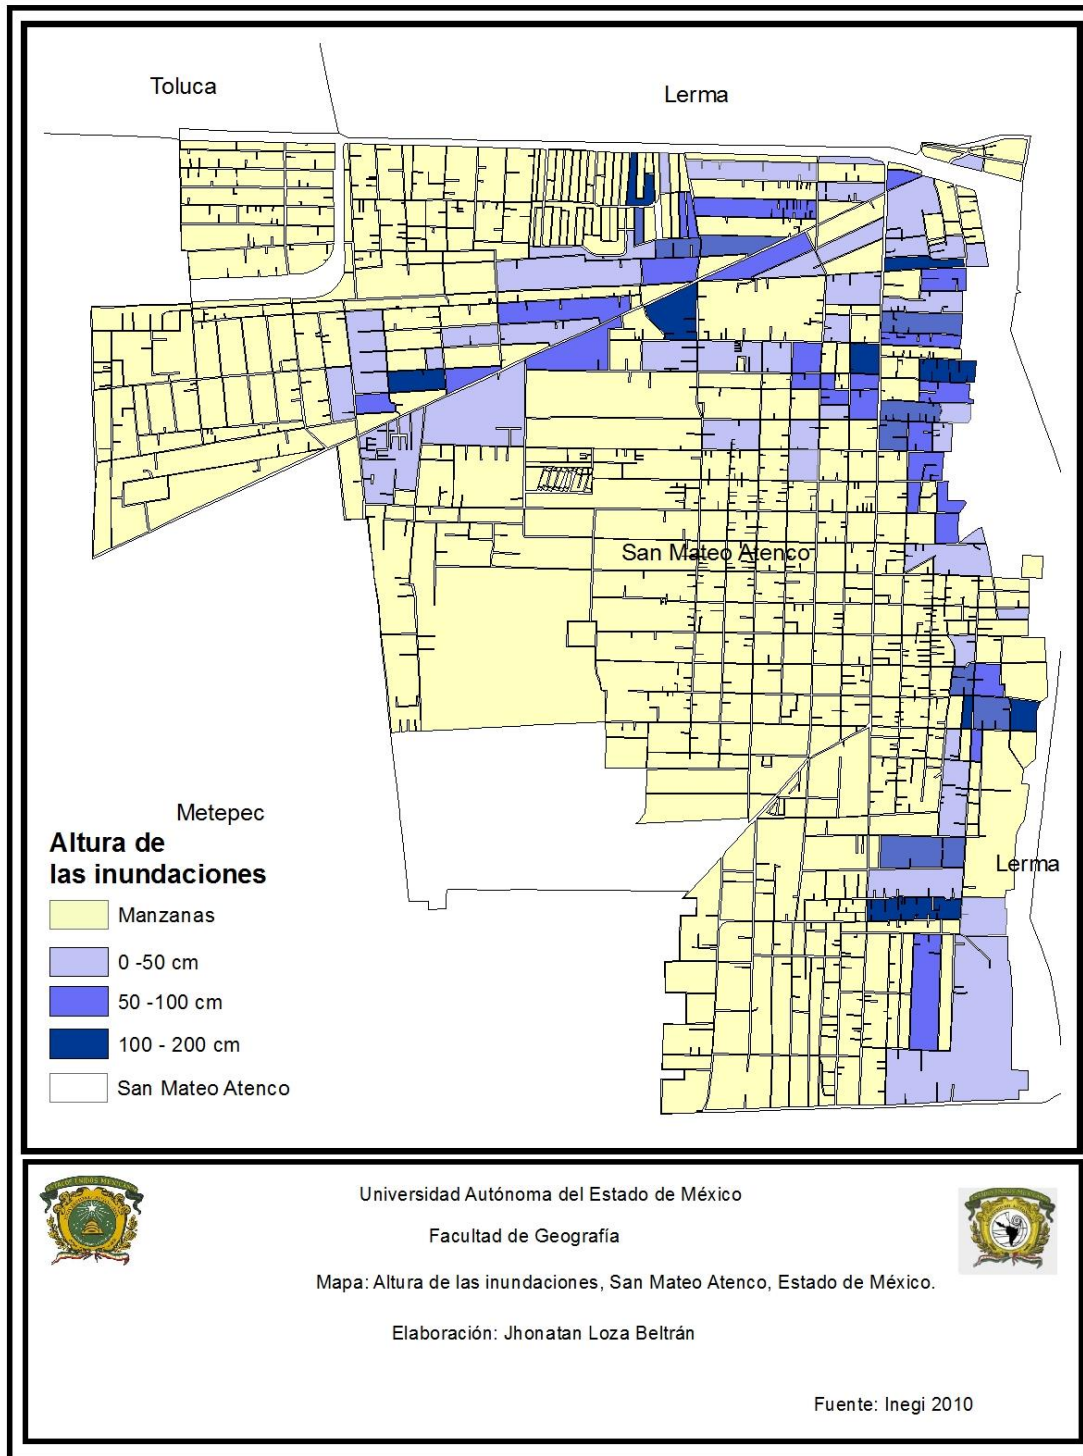 Toluca
Lerma
San Mateo Atenco
Metepec
Lerma
Altura de
las inundaciones
Manzanas
0 -50 cm
50 -100 cm
100 - 200 cm
San Mateo Atenco
Universidad Autónoma del Estado de México
Facultad de Geografía
Mapa: Altura de las inundaciones, San Mateo Atenco, Estado de México.
Elaboración: Jhonatan Loza Beltrán
Fuente: Inegi 2010